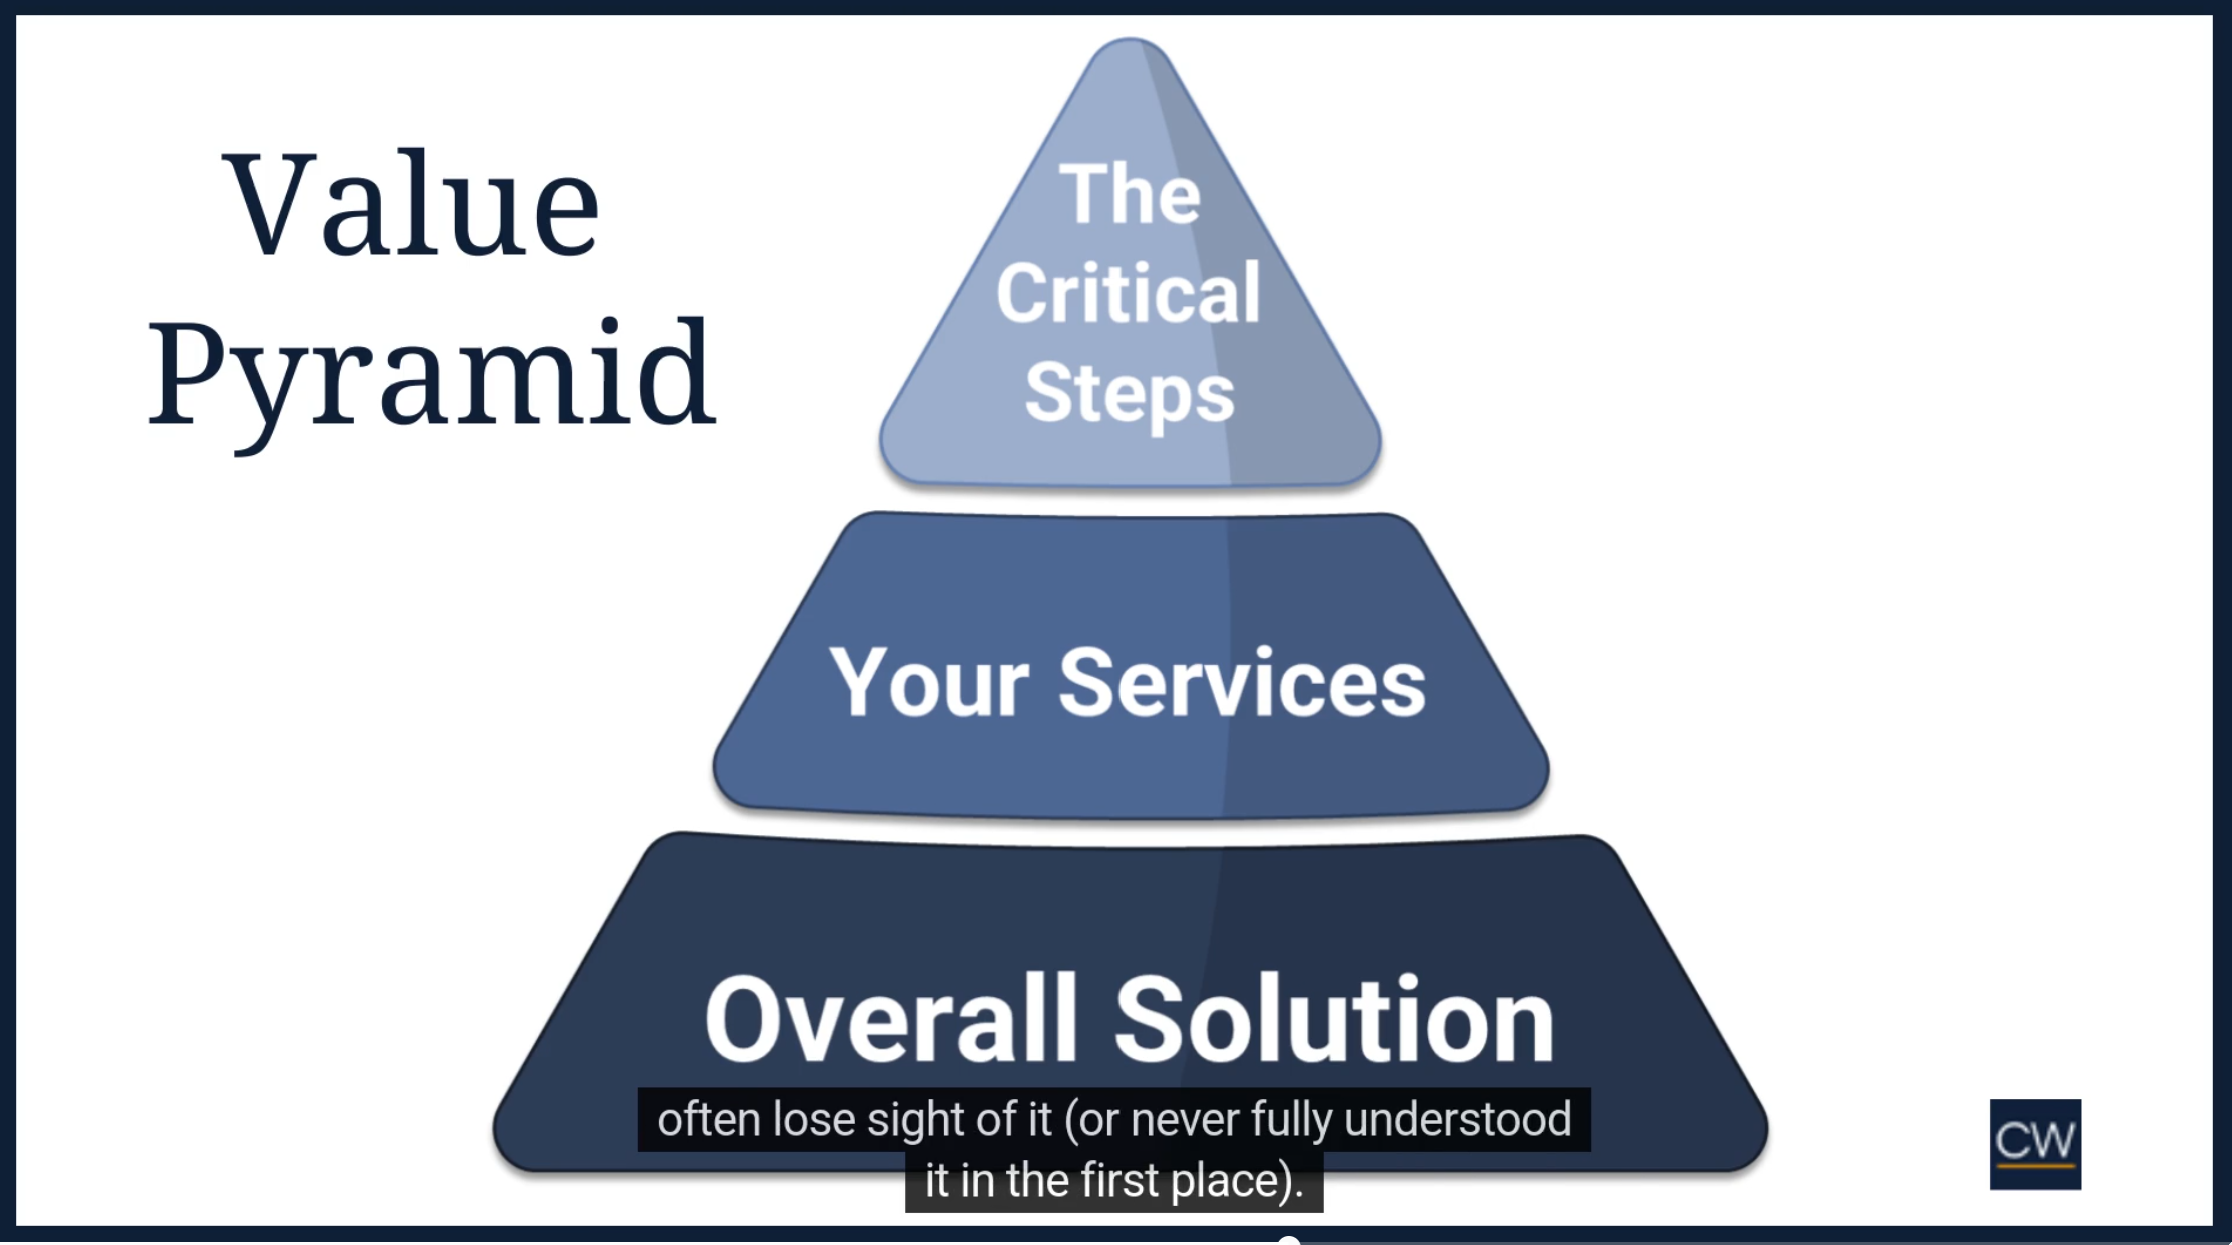 Value
Pyramid
The
Critical
Steps
Your Services
Overall Solution
often lose sight of it (or never fully understood
it in the first place).
CW